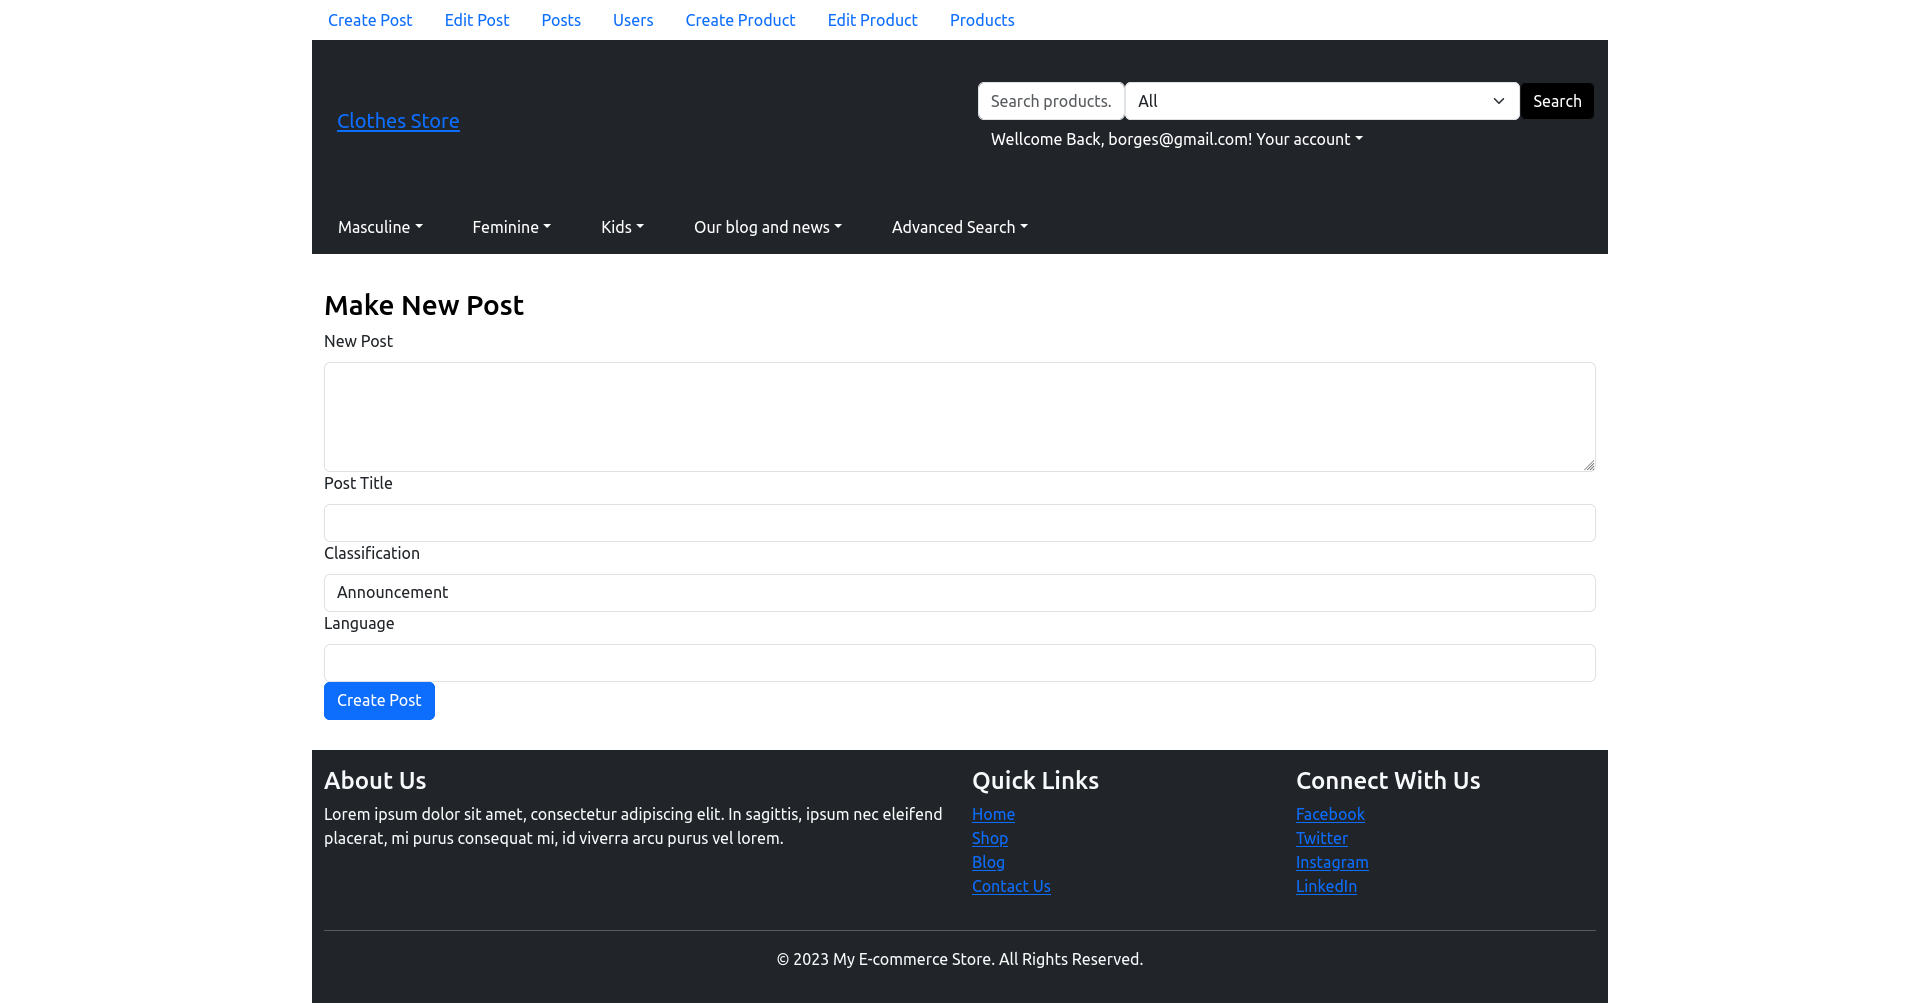 Create Post Edit Post Posts Users Create Product Edit Product Products
Clothes Store
Search products. All Search
Wellcome Back, borges@gmail.com! Your account
Masculine Feminine Kids Our blog and news Advanced Search
Make New Post
New Post
Post Title
Classification
Announcement
Language
Create Post
About Us
Lorem ipsum dolor sit amet, consectetur adipiscing elit. In sagittis, ipsum nec eleifend
placerat, mi purus consequat mi, id viverra arcu purus vel lorem.
Quick Links
Home
Shop
Blog
Contact Us
Connect With Us
Facebook
Twitter
Instagram
LinkedIn
© 2023 My E-commerce Store. All Rights Reserved.